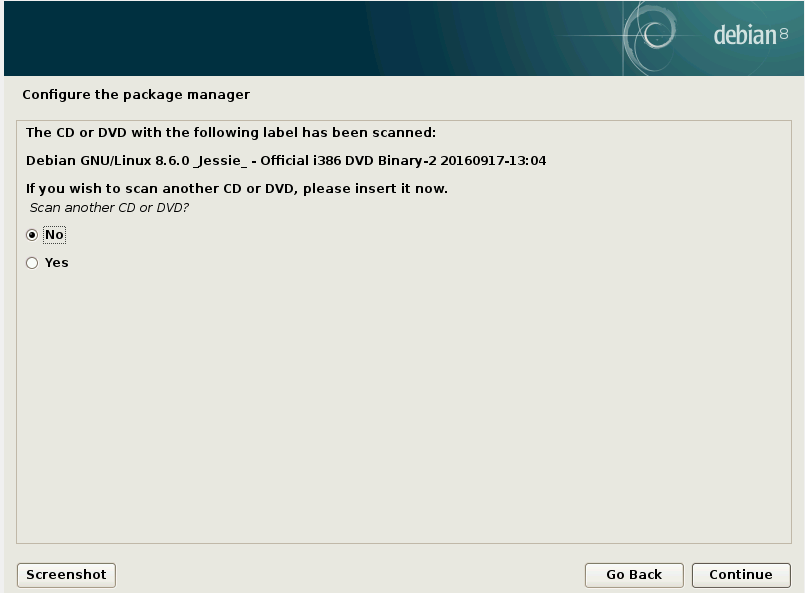 debian 8
Configure the package manager
The CD or DVD with the following label has been scanned:
Debian GNU/Linux 8.6.0 _Jessie_ - Official i386 DVD Binary-2 20160917-13:04
If you wish to scan another CD or DVD, please insert it now.
Scan another CD or DVD?
No
Yes
Screenshot
Go Back
Continue